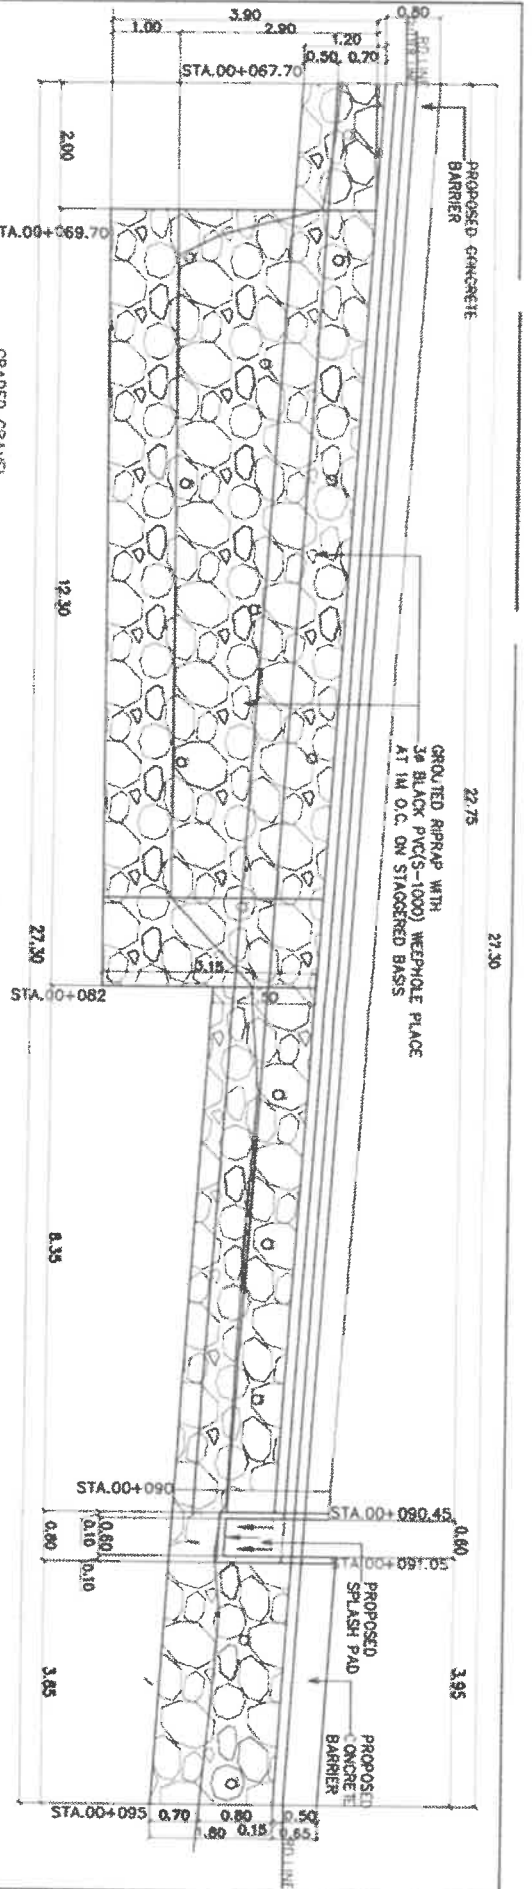 3.90
0.80
1.00
2.90
1.20
0.50
0.70
STA.00+067.70
2.00
PROPOSED CONCRETE
BARRIER
STA.00+069.70
12.30
22.75
27.30
GROUTED RIPRAP WITH
3ø BLACK PVC(S-1000) WEEPHOLE PLACE
AT 1M O.C. ON STAGGERED BASIS
27.30
STA.00+082
8.35
STA.00+090
STA.00+090.45
0.60
0.60
0.10
0.80
0.10
STA.00+091.05
PROPOSED
SPLASH PAD
3.85
3.95
PROPOSED
CONCRETE
BARRIER
STA.00+095
0.70
0.80
0.50
0.15
0.65
RD.LINE